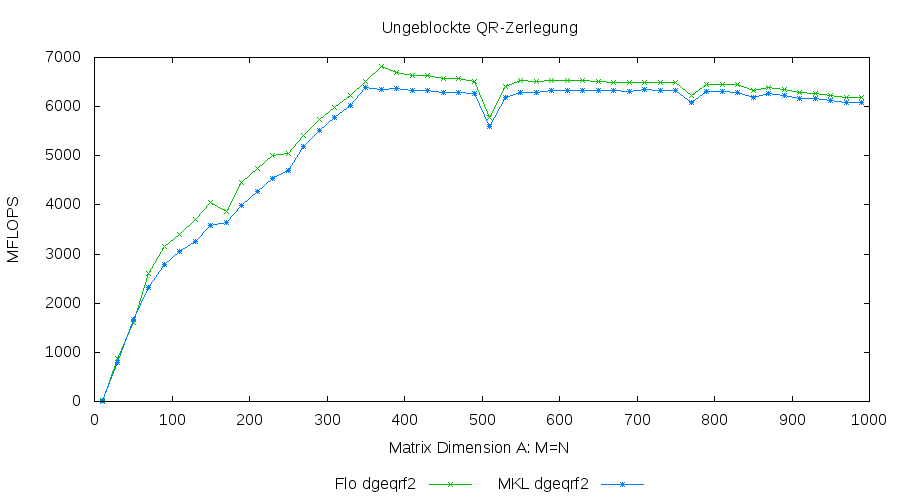 Ungeblockte QR-Zerlegung
7000
6000
5000
4000
3000
2000
1000
0
MFLOPS
0 100 200 300 400 500 600 700 800 900 1000
Matrix Dimension A: M=N
Flo dgeqrf2 MKL dgeqrf2